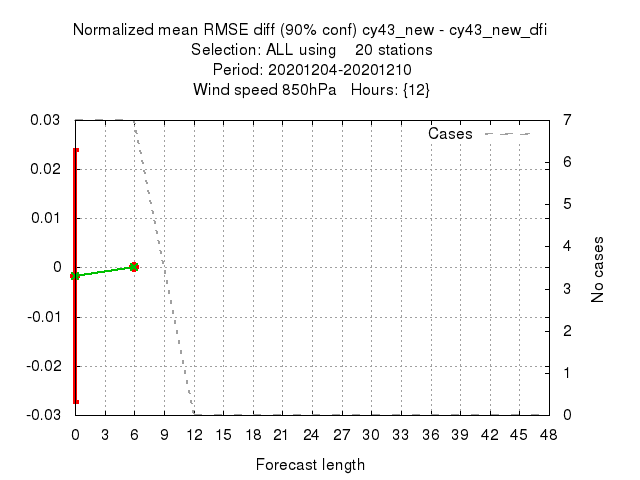 Normalized mean RMSE diff (90% conf) cy43_new - cy43_new_dfi
Selection: ALL using 20 stations
Period: 20201204-20201210
Wind speed 850hPa Hours: {12}
Cases
0.03
0.02
0.01
0
-0.01
-0.02
-0.03
7
6
5
4
3
2
1
0
No cases
0 3 6 9 12 15 18 21 24 27 30 33 36 39 42 45 48
Forecast length